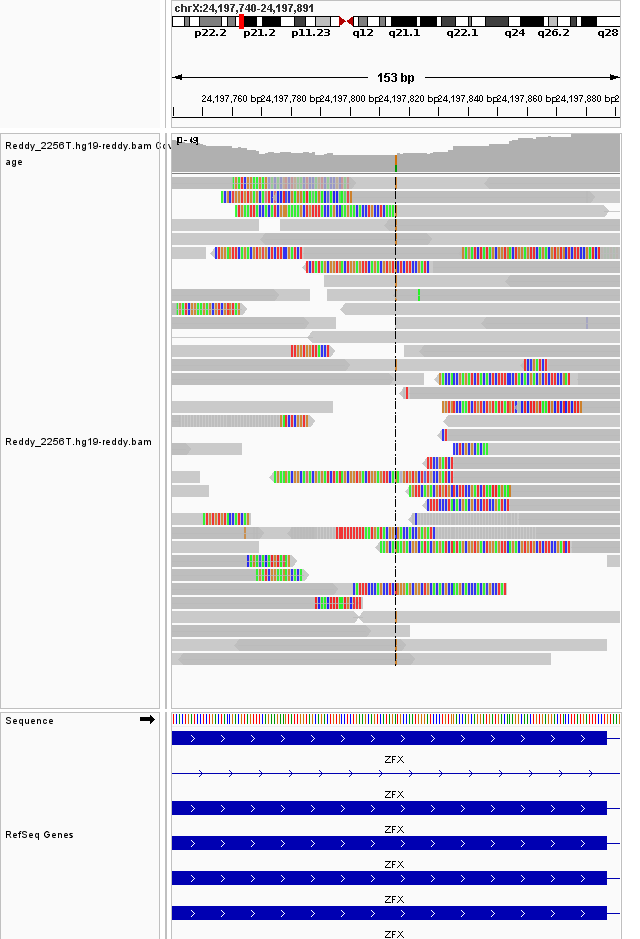 chrX:24,197,740-24,197,891
p22.2 p21.2 p11.23 q12 q21.1 q22.1 q24 q26.2 q28
153 bp
24,197,760 bp 24,197,780 bp 24,197,800 bp 24,197,820 bp 24,197,840 bp 24,197,860 bp 24,197,880 bp
Reddy_2256T.hg19-reddy.bam Cov
age
Reddy_2256T.hg19-reddy.bam
Sequence
ZFX
ZFX
ZFX
RefSeq Genes
ZFX
ZFX
ZFX